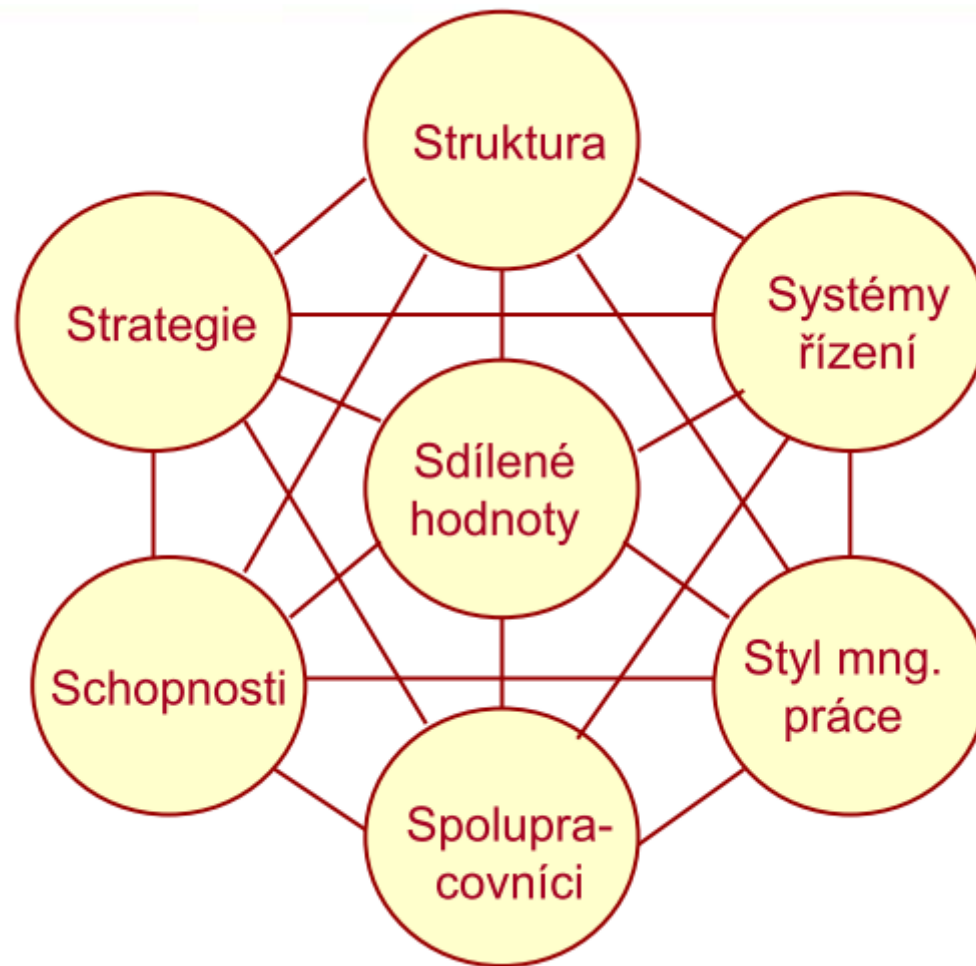 Struktura
Strategie
Systémy
řízení
Sdílené
hodnoty
Schopnosti
Styl mng.
práce
Spolupra-
covníci